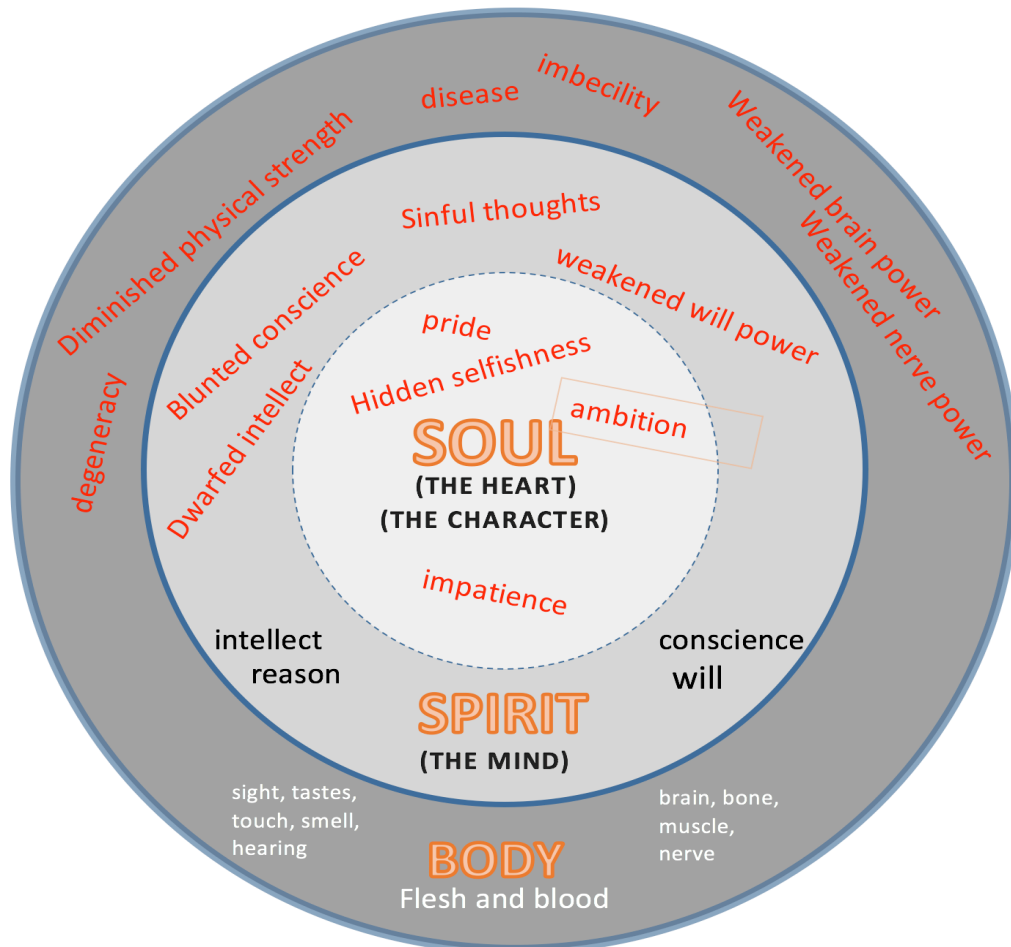 imbecility
disease
Weakened brain power
Diminished physical strength
Weakened nerve power
degeneracy
Sinful thoughts
weakened will power
Blunted conscience
Dwarfed intellect
pride
Hidden selfishness
ambition
SOUL
(THE HEART)
(THE CHARACTER)
impatience
intellect
reason
conscience
will
SPIRIT
(THE MIND)
sight, tastes,
touch, smell,
hearing
brain, bone,
muscle,
nerve
BODY
Flesh and blood